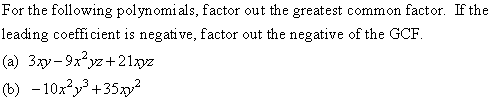 For the following polynomials, factor out the greatest common factor. If the
leading coefficient is negative, factor out the negative of the GCF.
(a) 3xy−9x²yz+21xyz
(b) −10x²y³+35xy²